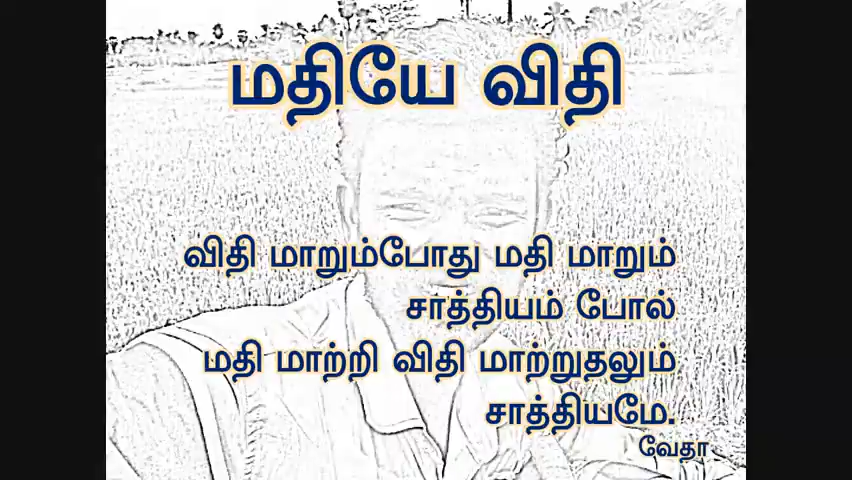 மதியே விதி
விதி மாறும்போது மதி மாறும்
சாத்தியம் போல்
மதி மாற்றி விதி மாற்றுதலும்
சாத்தியமே.
வேதா